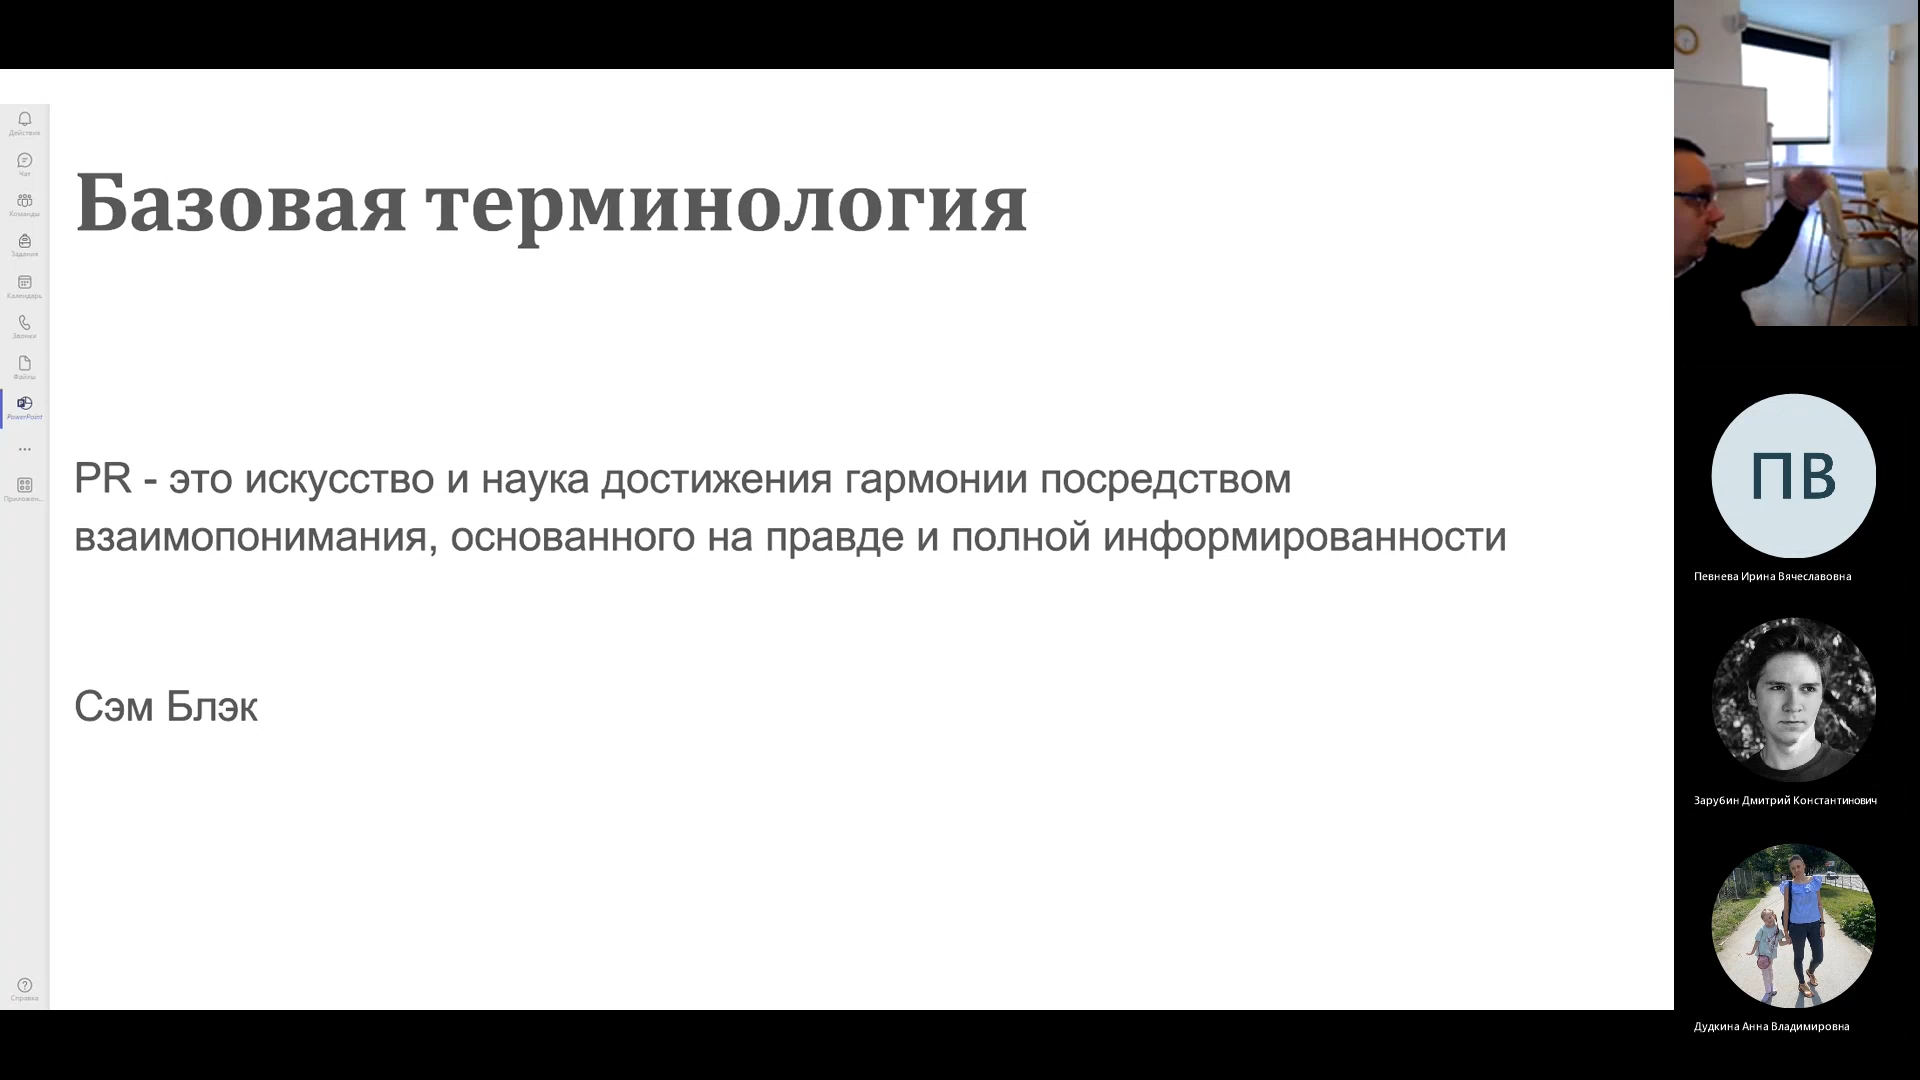 Действия
Чат
Команды
Задания
Календарь
Звонки
Файлы
PowerPoint
Приложен...
Справка
Базовая терминология
PR - это искусство и наука достижения гармонии посредством
взаимопонимания, основанного на правде и полной информированности
Сэм Блэк
ПВ
Певнева Ирина Вячеславовна
Зарубин Дмитрий Константинович
Дудкина Анна Владимировна